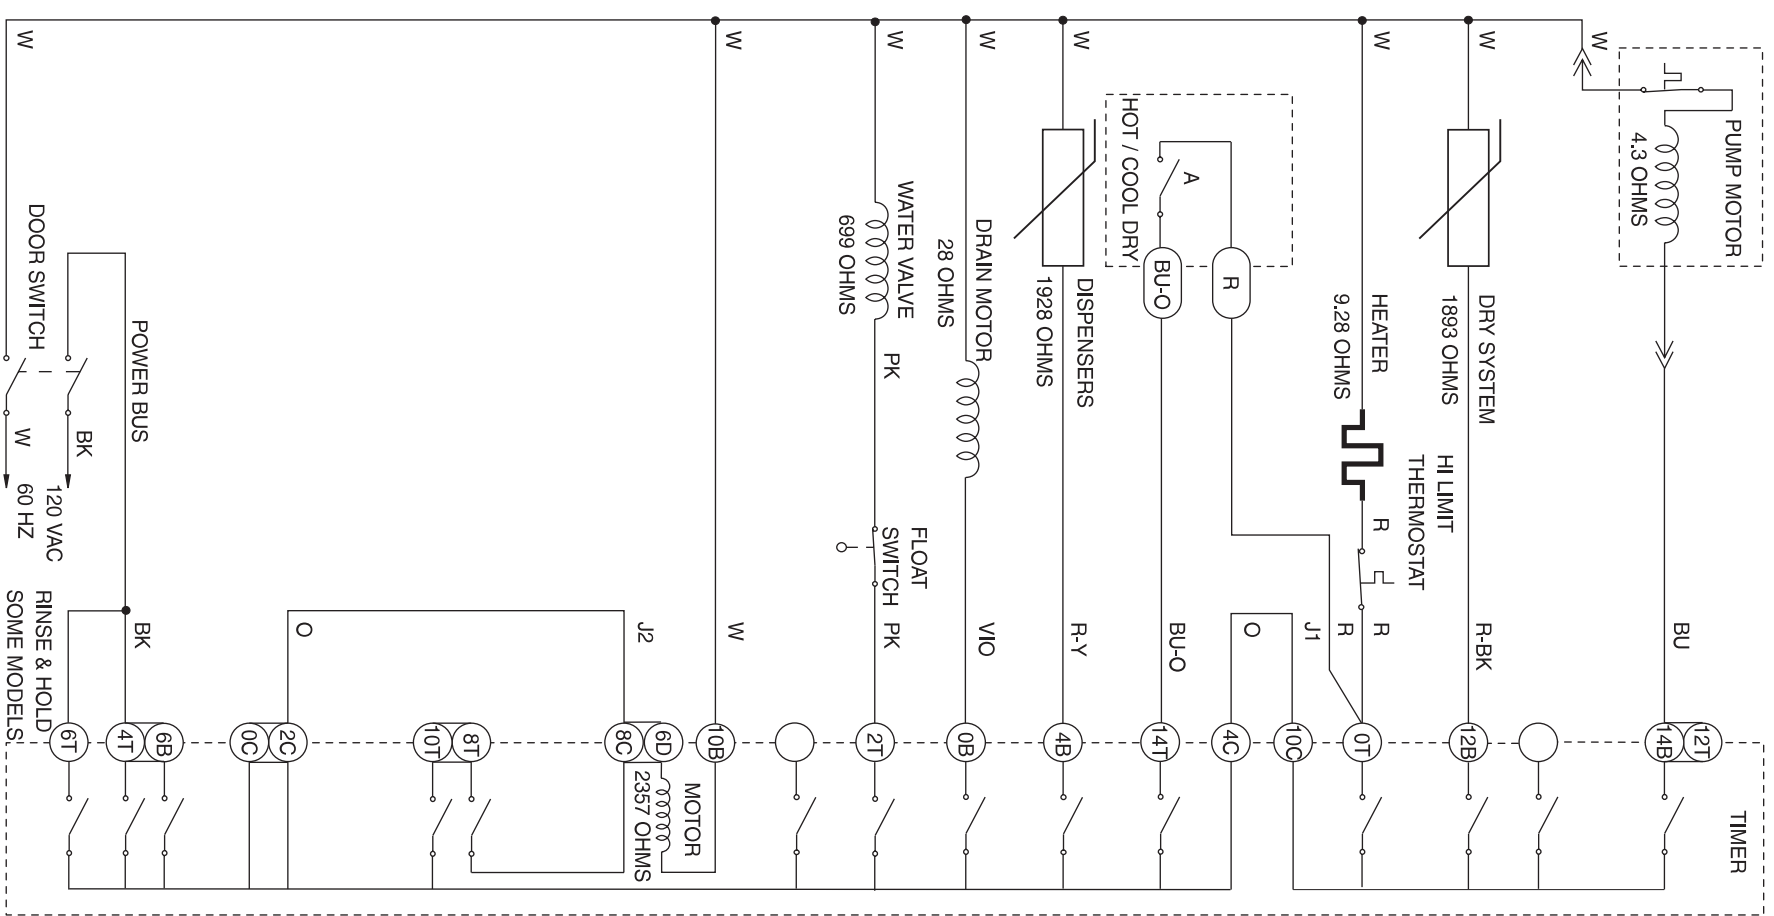 TIMER
PUMP MOTOR
4.3 OHMS
W
BU
12T
14B
W
DRY SYSTEM
1893 OHMS
R-BK
12B
HI LIMIT
THERMOSTAT
W
HEATER
9.28 OHMS
R
R
R
0T
J1
10C
O
4C
HOT / COOL DRY
A
R
BU-O
BU-O
14T
W
DISPENSERS
1928 OHMS
R-Y
4B
W
DRAIN MOTOR
28 OHMS
VIO
0B
W
WATER VALVE
699 OHMS
PK
FLOAT
SWITCH
PK
2T
W
W
10B
MOTOR
2357 OHMS
6D
8C
J2
8T
10T
O
2C
0C
POWER BUS
BK
6B
4T
6T
DOOR SWITCH
BK
W
120 VAC
60 HZ
RINSE & HOLD
SOME MODELS
W